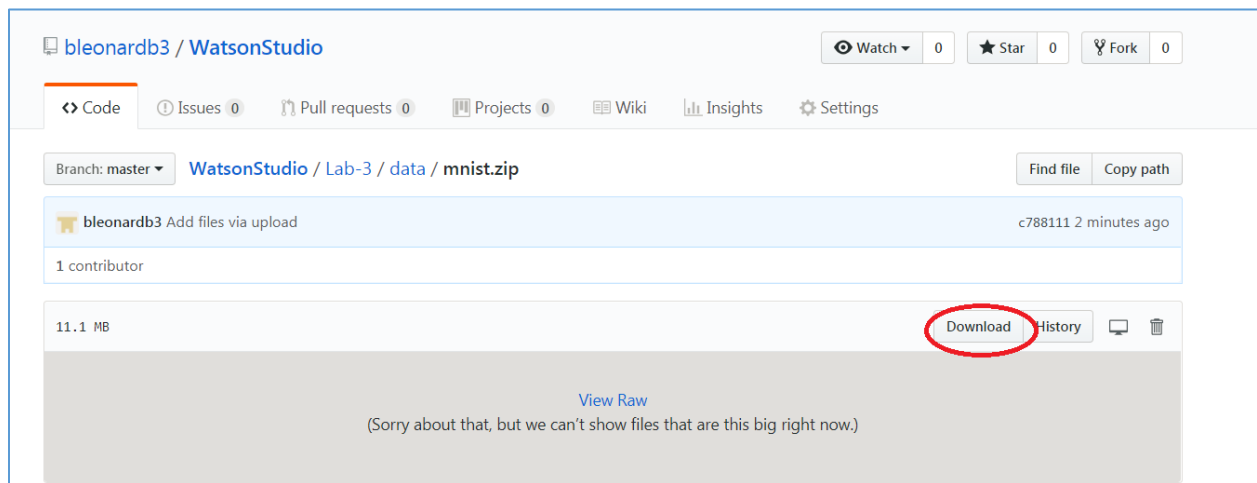 bleonardb3 / WatsonStudio
Watch 0 Star 0 Fork 0
Code Issues 0 Pull requests 0 Projects 0 Wiki Insights Settings
Branch: master WatsonStudio / Lab-3 / data / mnist.zip Find file Copy path
bleonardb3 Add files via upload c788111 2 minutes ago
1 contributor
11.1 MB Download History
View Raw
(Sorry about that, but we can't show files that are this big right now.)